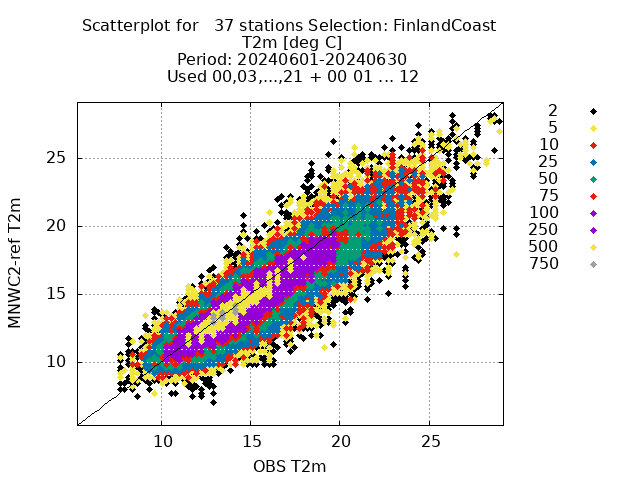 Scatterplot for   37 stations Selection: FinlandCoast
T2m [deg C]
Period: 20240601-20240630
Used 00,03,...,21 + 00 01 ... 12
2
5
10
25
50
75
100
250
500
750
MNWC2-ref T2m
25
20
15
10
10 15 20 25
OBS T2m